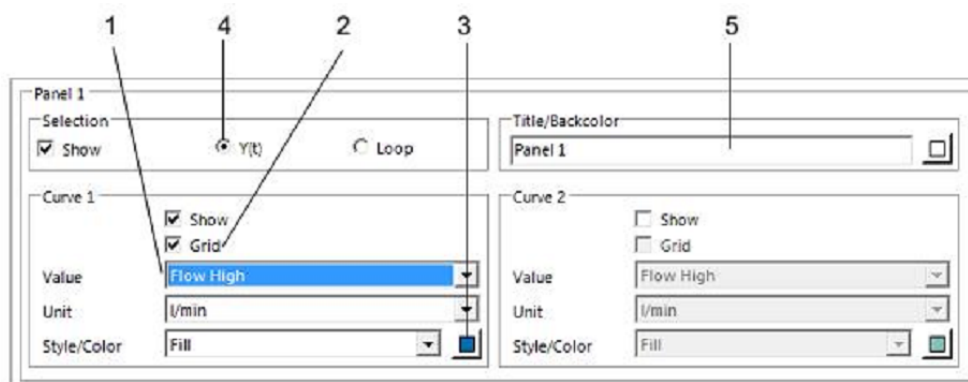 1 4 2 3 5
Panel 1
Selection
Show Y(t) Loop
Title/Backcolor
Panel 1
Curve 1
Show
Grid
Value Flow High
Unit l/min
Style/Color Fill
Curve 2
Show
Grid
Value Flow High
Unit l/min
Style/Color Fill